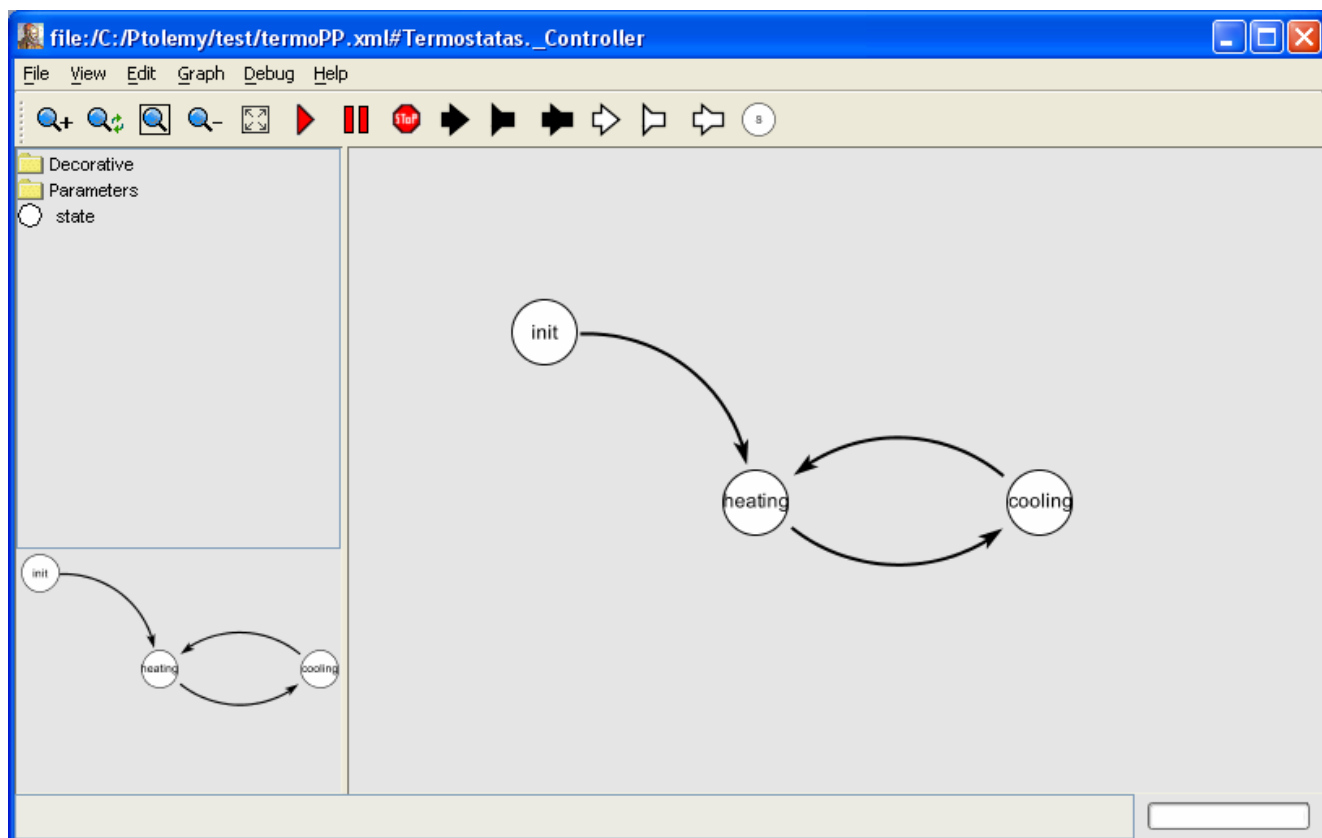 file:/C:/Ptolemy/test/termoPP.xml#Termostatas._Controller
File View Edit Graph Debug Help
STOP S
Decorative
Parameters
state
init
heating
cooling
init
heating
cooling